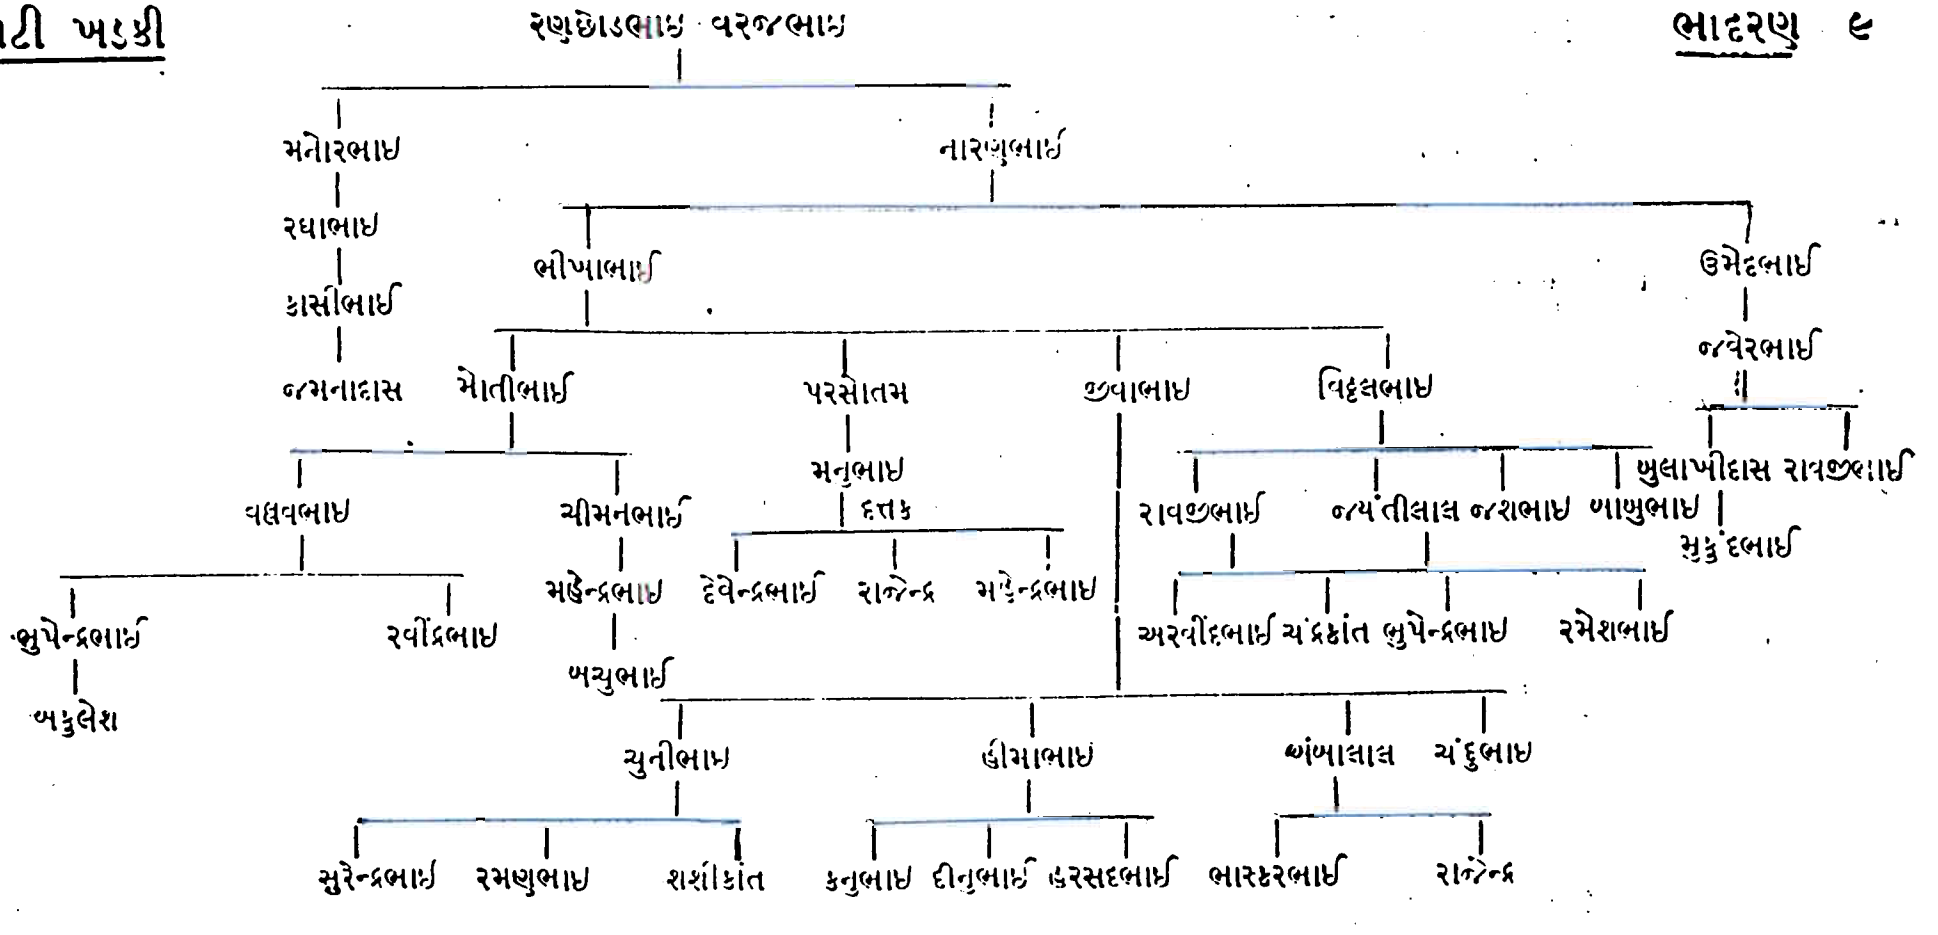 ખડકી
રણછોડભાઇ વરજભાઇ
ભાદરણ ૯
મનોરભાઇ
નારણભાઈ
રઘાભાઇ
ભીખાભાઈ
ઉમેદભાઈ
કાસીભાઈ
જવેરભાઈ
જમનાદાસ મોતીભાઈ પરસોતમ જીવાભાઇ વિઠ્ઠલભાઇ
મનુભાઇ
બુલાખીદાસ રાવજીભાઈ
વલવભાઇ ચીમનભાઈ દત્તક રાવજીભાઈ જયંતીલાલ જશભાઇ બાબુભાઇ
મુકુંદભાઈ
મહેન્દ્રભાઇ દેવેન્દ્રભાઈ રાજેન્દ્ર મહેન્દ્રભાઇ
ભુપેન્દ્રભાઈ રવીંદ્રભાઇ અરવીંદભાઈ ચંદ્રકાંત ભુપેન્દ્રભાઇ રમેશભાઈ
બચુભાઈ
બકુલેશ
ચુનીભાઇ હીમાભાઇ અંબાલાલ ચંદુભાઇ
સુરેન્દ્રભાઈ રમણભાઇ શશીકાંત કનુભાઇ દીનુભાઈ હરસદભાઈ ભાસ્કરભાઈ રાજેન્દ્ર